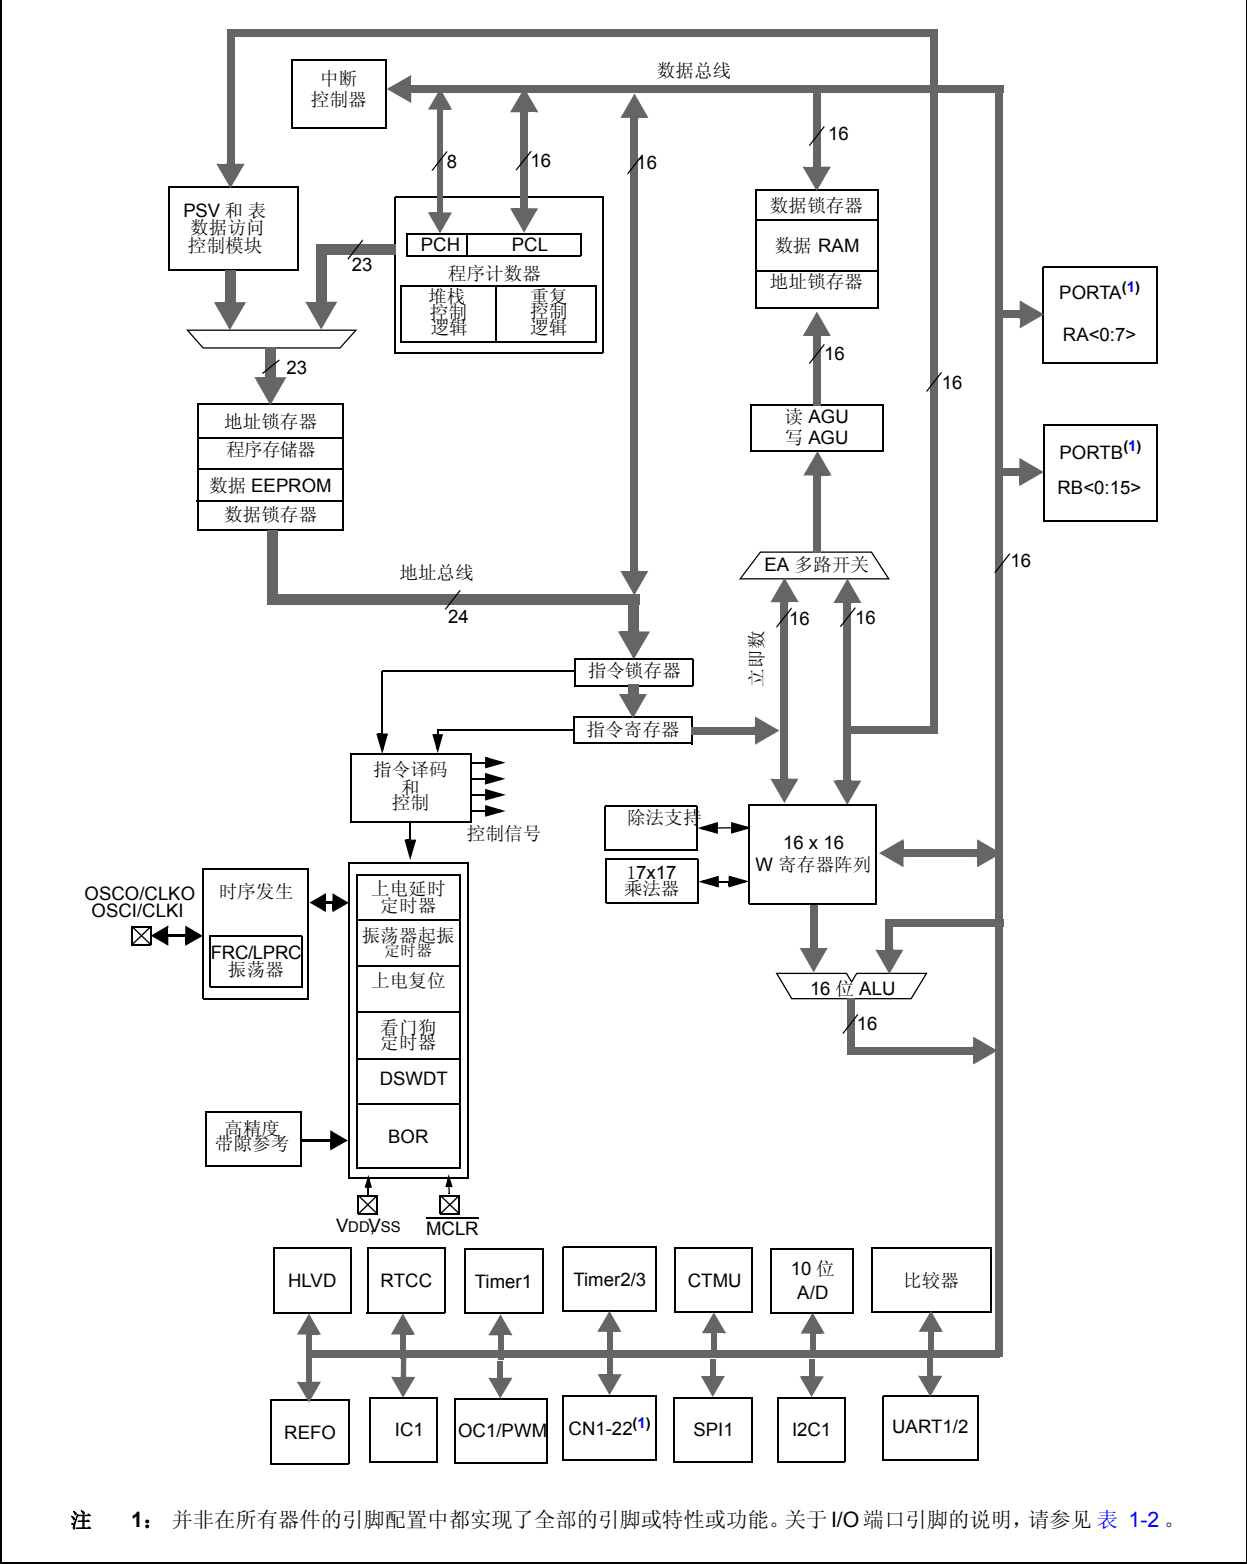 数据总线
中断
控制器
8
16
16
16
PSV 和 表
数据访问
控制模块
PCH
PCL
程序计数器
堆栈
控制
逻辑
重复
控制
逻辑
23
23
数据锁存器
数据 RAM
地址锁存器
PORTA(1)
RA<0:7>
16
16
地址锁存器
程序存储器
数据 EEPROM
数据锁存器
读 AGU
写 AGU
PORTB(1)
RB<0:15>
EA 多路开关
16
地址总线
24
16
16
立即数
指令锁存器
指令寄存器
指令译码
和
控制
控制信号
除法支持
17x17
乘法器
16 x 16
W 寄存器阵列
OSCO/CLKO
OSCI/CLKI
时序发生
FRC/LPRC
振荡器
上电延时
定时器
振荡器起振
定时器
上电复位
看门狗
定时器
DSWDT
BOR
16 位 ALU
16
高精度
带隙参考
VDD,VSS
MCLR
HLVD
RTCC
Timer1
Timer2/3
CTMU
10 位
A/D
比较器
REFO
IC1
OC1/PWM
CN1-22(1)
SPI1
I2C1
UART1/2
注 1： 并非在所有器件的引脚配置中都实现了全部的引脚或特性或功能。关于 I/O 端口引脚的说明，请参见 表 1-2 。